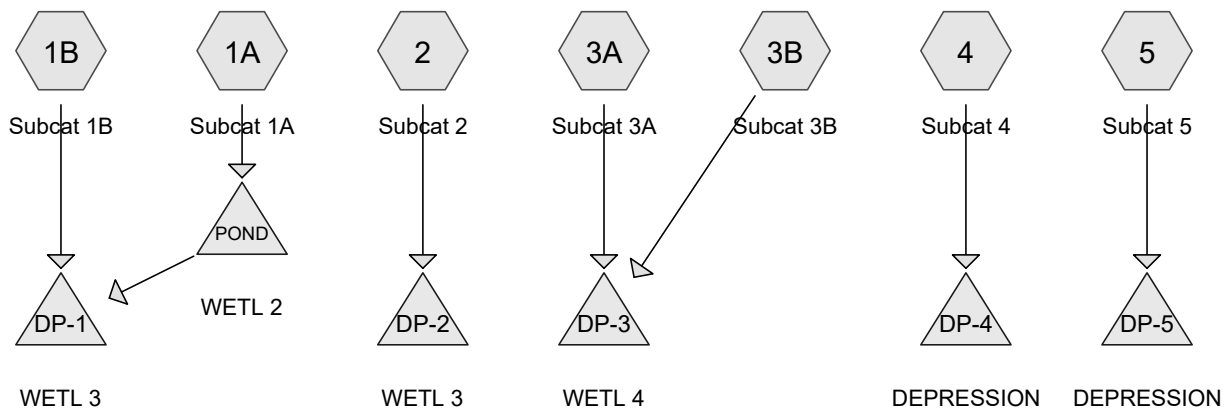 1B
1A
2
3A
3B
4
5
Subcat 1B
Subcat 1A
Subcat 2
Subcat 3A
Subcat 3B
Subcat 4
Subcat 5
POND
WETL 2
DP-1
DP-2
DP-3
DP-4
DP-5
WETL 3
WETL 3
WETL 4
DEPRESSION
DEPRESSION